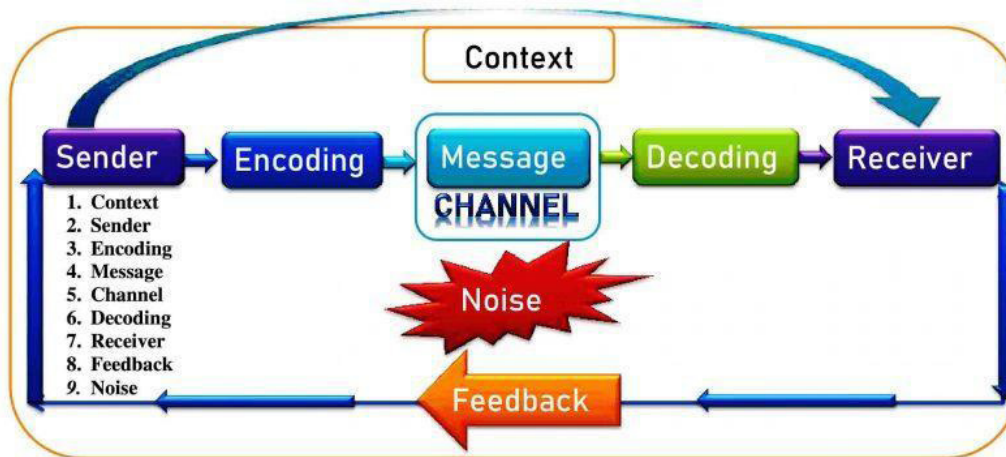 Context
Sender
Encoding
Message
CHANNEL
Decoding
Receiver
1. Context
2. Sender
3. Encoding
4. Message
5. Channel
6. Decoding
7. Receiver
8. Feedback
9. Noise
Noise
Feedback